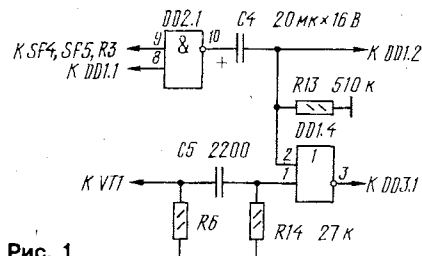 DD2.1
C4 20 мк × 16 В
К SF4, SF5, R3
9
&
10
К DD1.2
8
К DD1.1
+
R13 510 к
DD1.4
C5 2200
2
1
1
3
К VT1
К DD3.1
R6
R14 27 к
Рис. 1